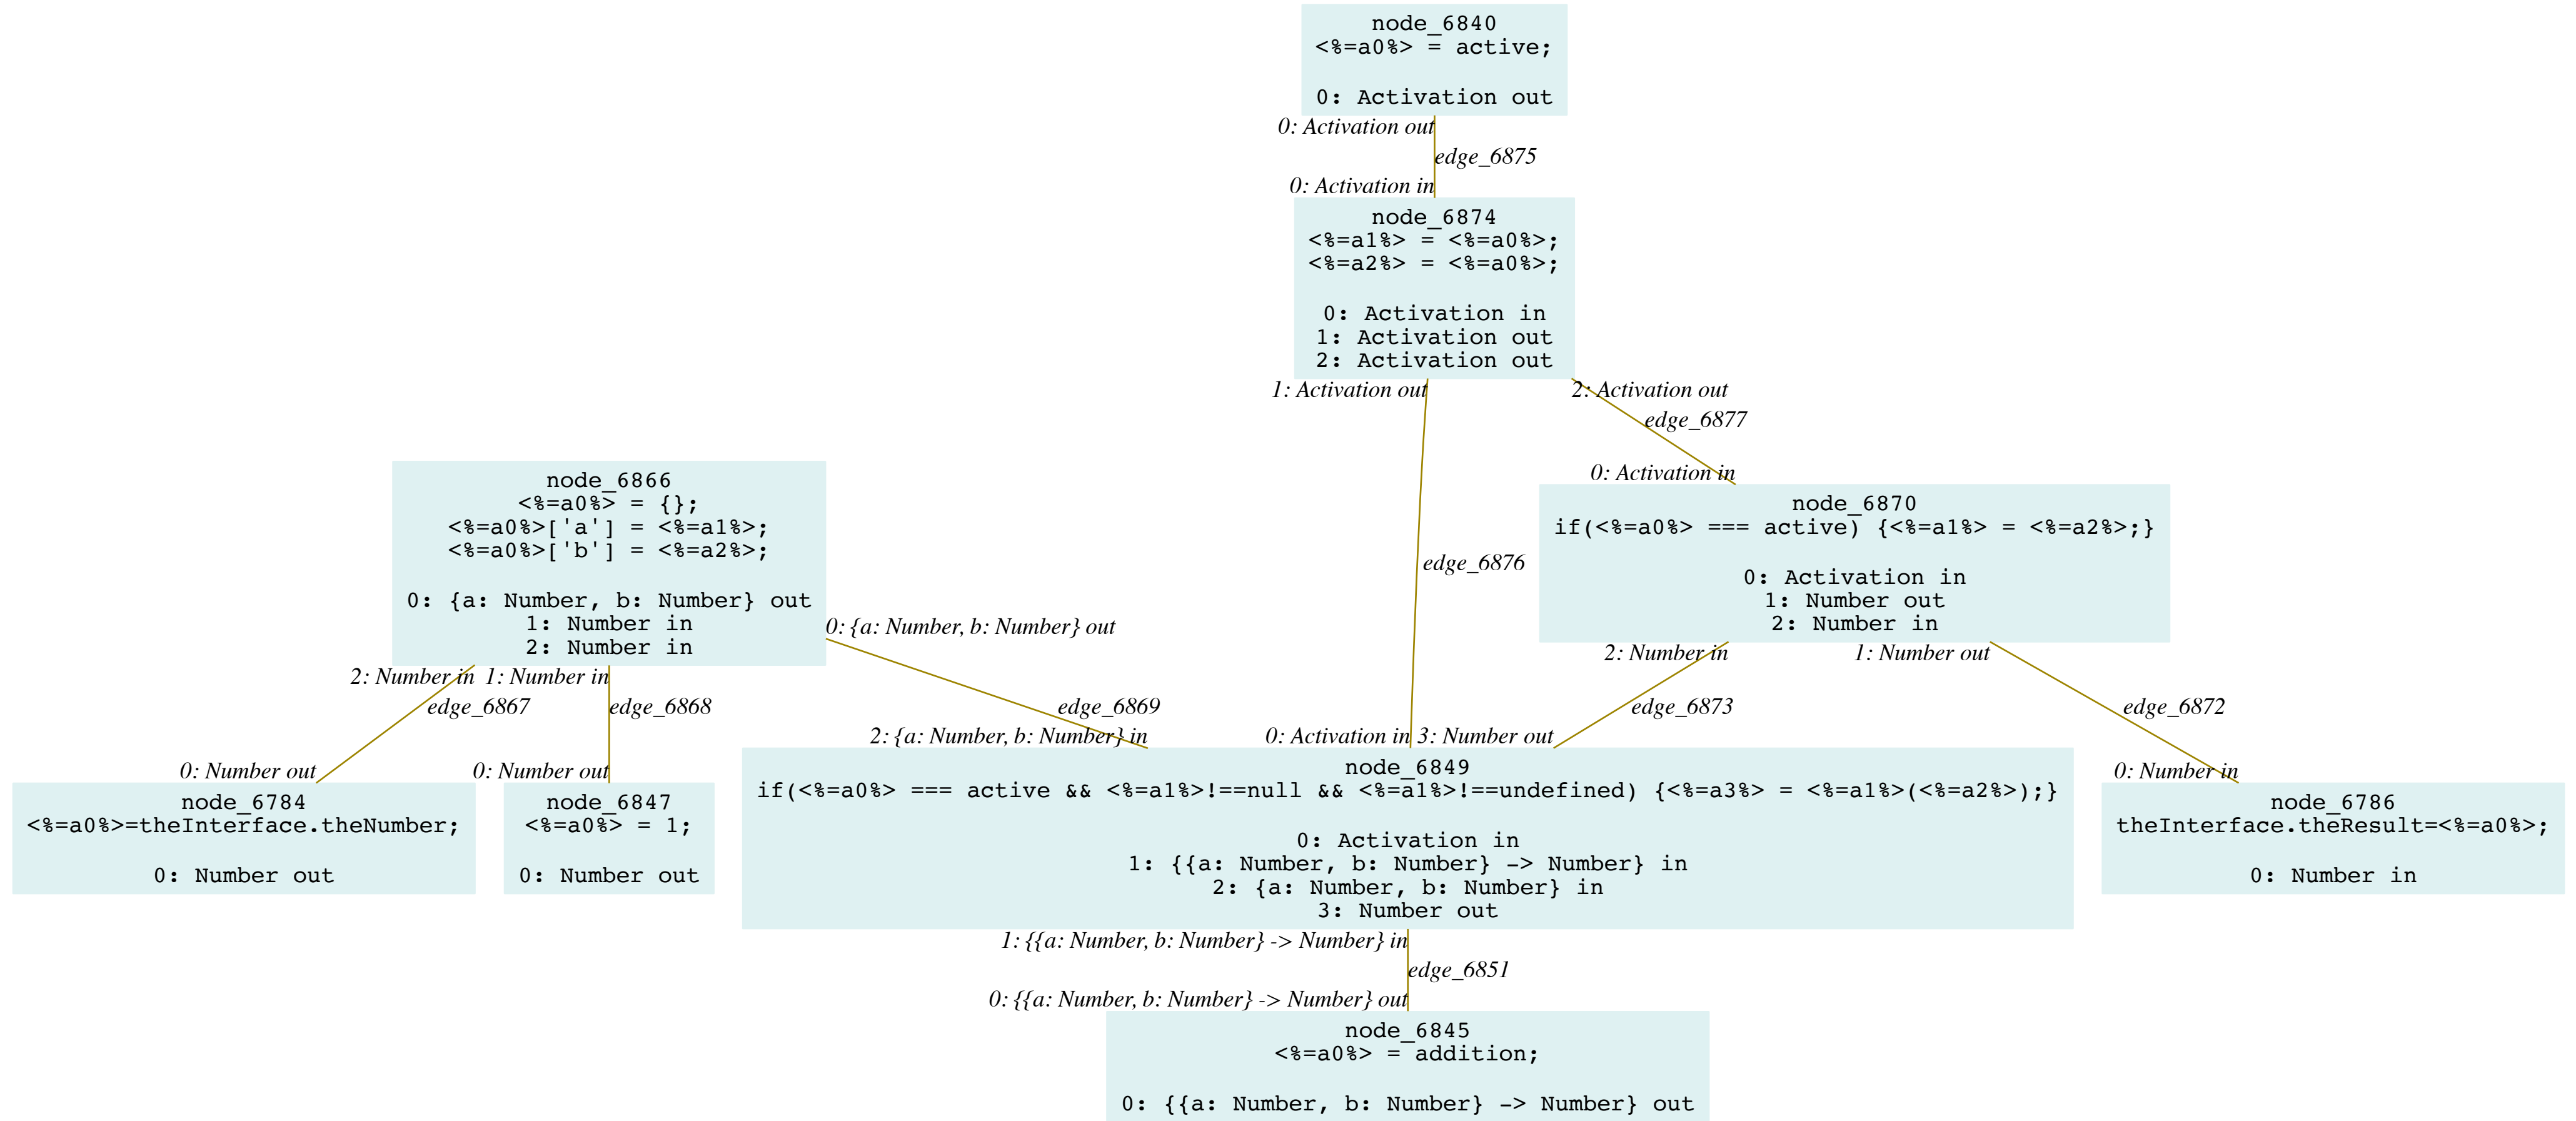 node_6840
<%=a0%> = active;
0: Activation out
0: Activation out
edge_6875
0: Activation in
node_6874
<%=a1%> = <%=a0%>;
<%=a2%> = <%=a0%>;
0: Activation in
1: Activation out
2: Activation out
1: Activation out
2: Activation out
edge_6877
0: Activation in
node_6866
<%=a0%> = {};
<%=a0%>['a'] = <%=a1%>;
<%=a0%>['b'] = <%=a2%>;
0: {a: Number, b: Number} out
1: Number in
2: Number in
edge_6876
node_6870
if(<%=a0%> === active) {<%=a1%> = <%=a2%>;}
0: Activation in
1: Number out
2: Number in
0: {a: Number, b: Number} out
2: Number in
1: Number in
2: Number in
1: Number out
edge_6867
edge_6868
edge_6869
edge_6873
edge_6872
0: Number out
0: Number out
2: {a: Number, b: Number} in
0: Activation in
3: Number out
0: Number in
node_6784
<%=a0%>=theInterface.theNumber;
0: Number out
node_6847
<%=a0%> = 1;
0: Number out
node_6849
if(<%=a0%> === active && <%=a1%>!==null && <%=a1%>!==undefined) {<%=a3%> = <%=a1%>(<%=a2%>);}
0: Activation in
1: {{a: Number, b: Number} -> Number} in
2: {a: Number, b: Number} in
3: Number out
node_6786
theInterface.theResult=<%=a0%>;
0: Number in
1: {{a: Number, b: Number} -> Number} in
edge_6851
0: {{a: Number, b: Number} -> Number} out
node_6845
<%=a0%> = addition;
0: {{a: Number, b: Number} -> Number} out